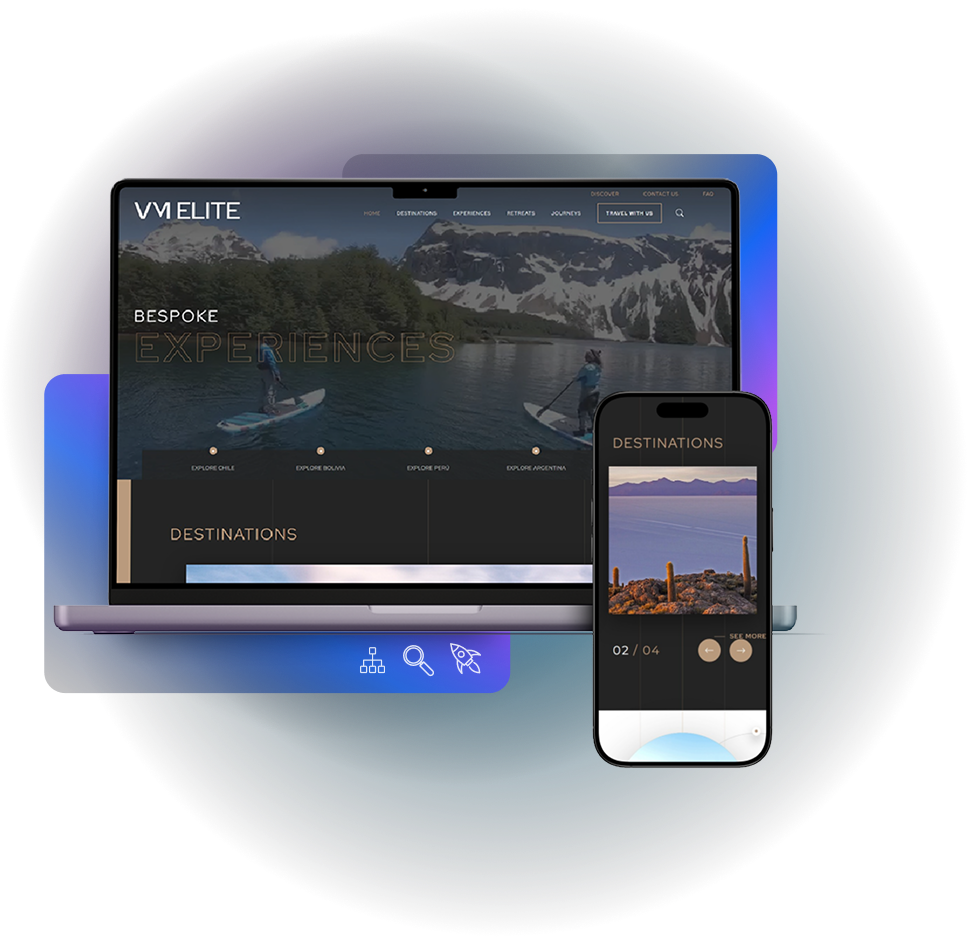 DISCOVER CONTACT US FAQ
VM ELITE
HOME DESTINATIONS EXPERIENCES RETREATS JOURNEYS TRAVEL WITH US
BESPOKE
EXPERIENCES
EXPLORE CHILE EXPLORE BOLIVIA EXPLORE PERÚ EXPLORE ARGENTINA
DESTINATIONS
DESTINATIONS
SEE MORE
02 / 04